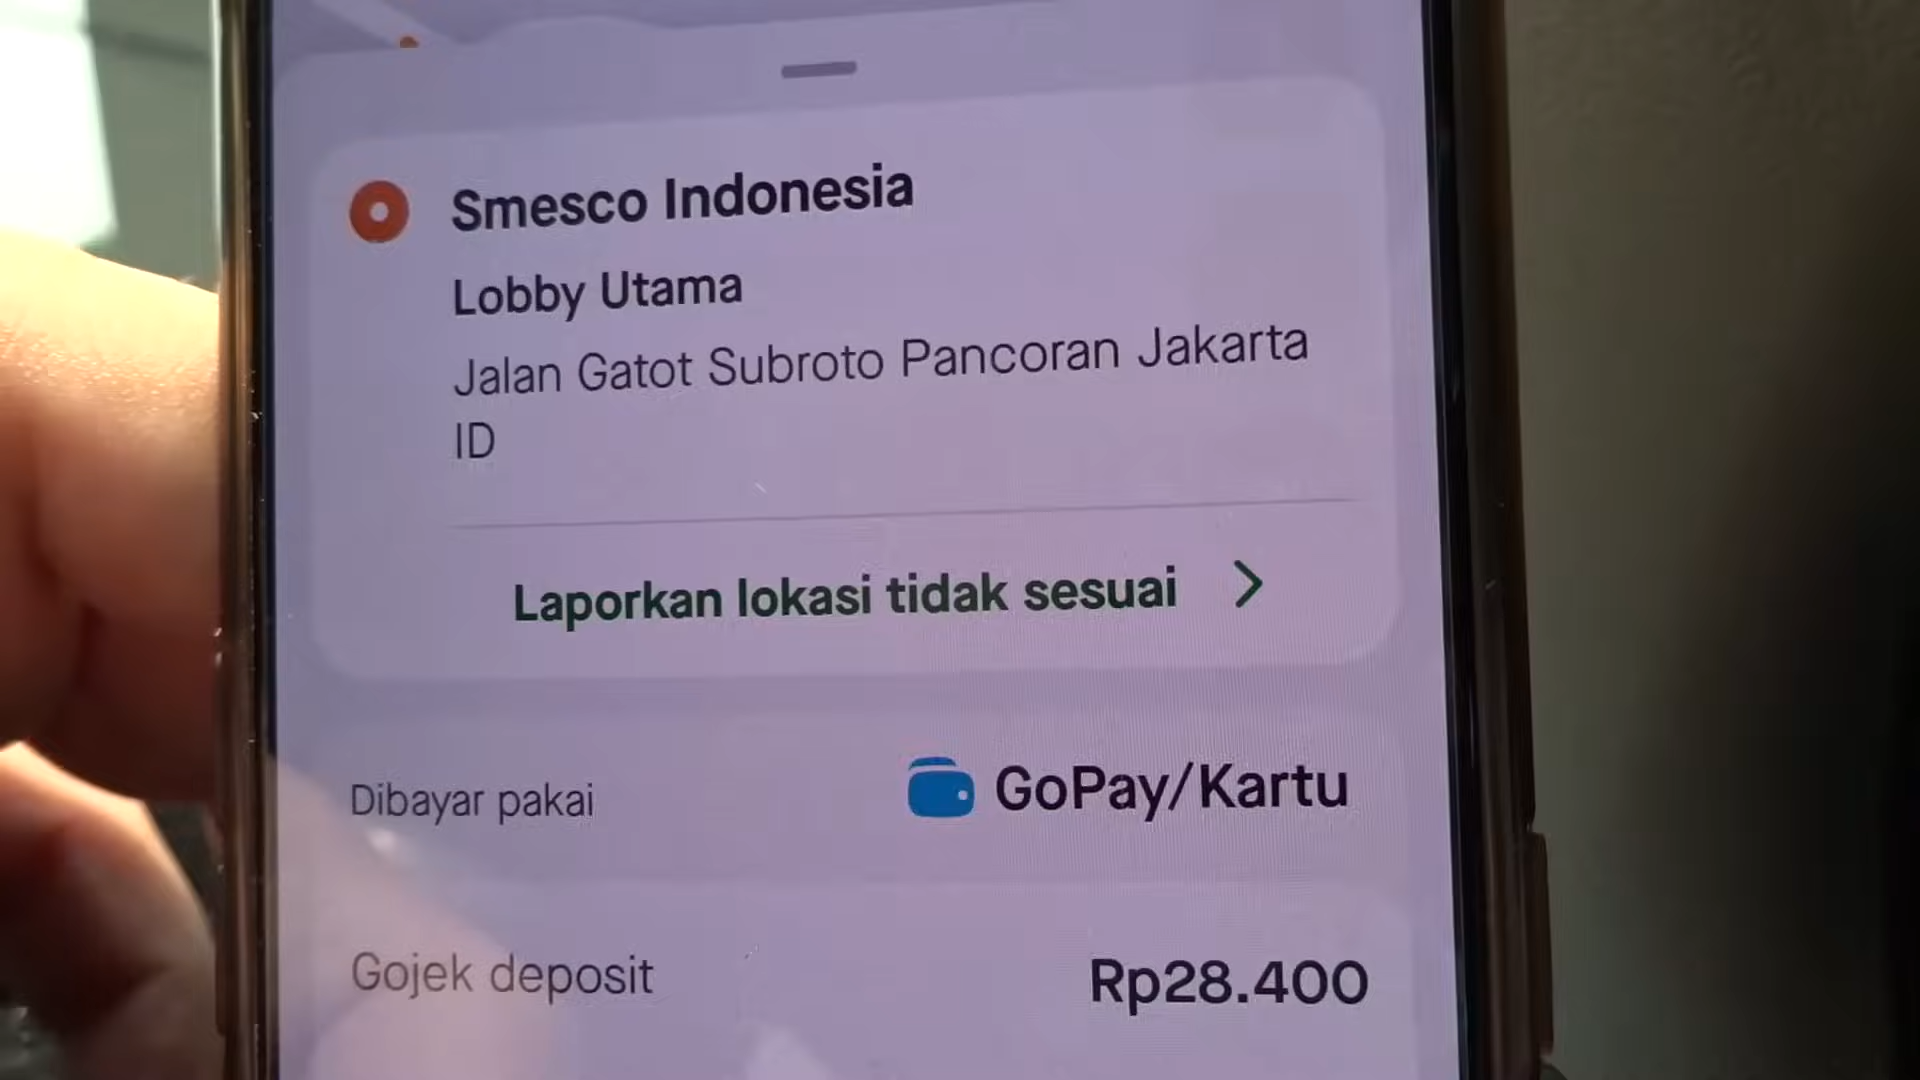 Smesco Indonesia
Lobby Utama
Jalan Gatot Subroto Pancoran Jakarta
ID
Laporkan lokasi tidak sesuai
Dibayar pakai GoPay/Kartu
Gojek deposit Rp28.400